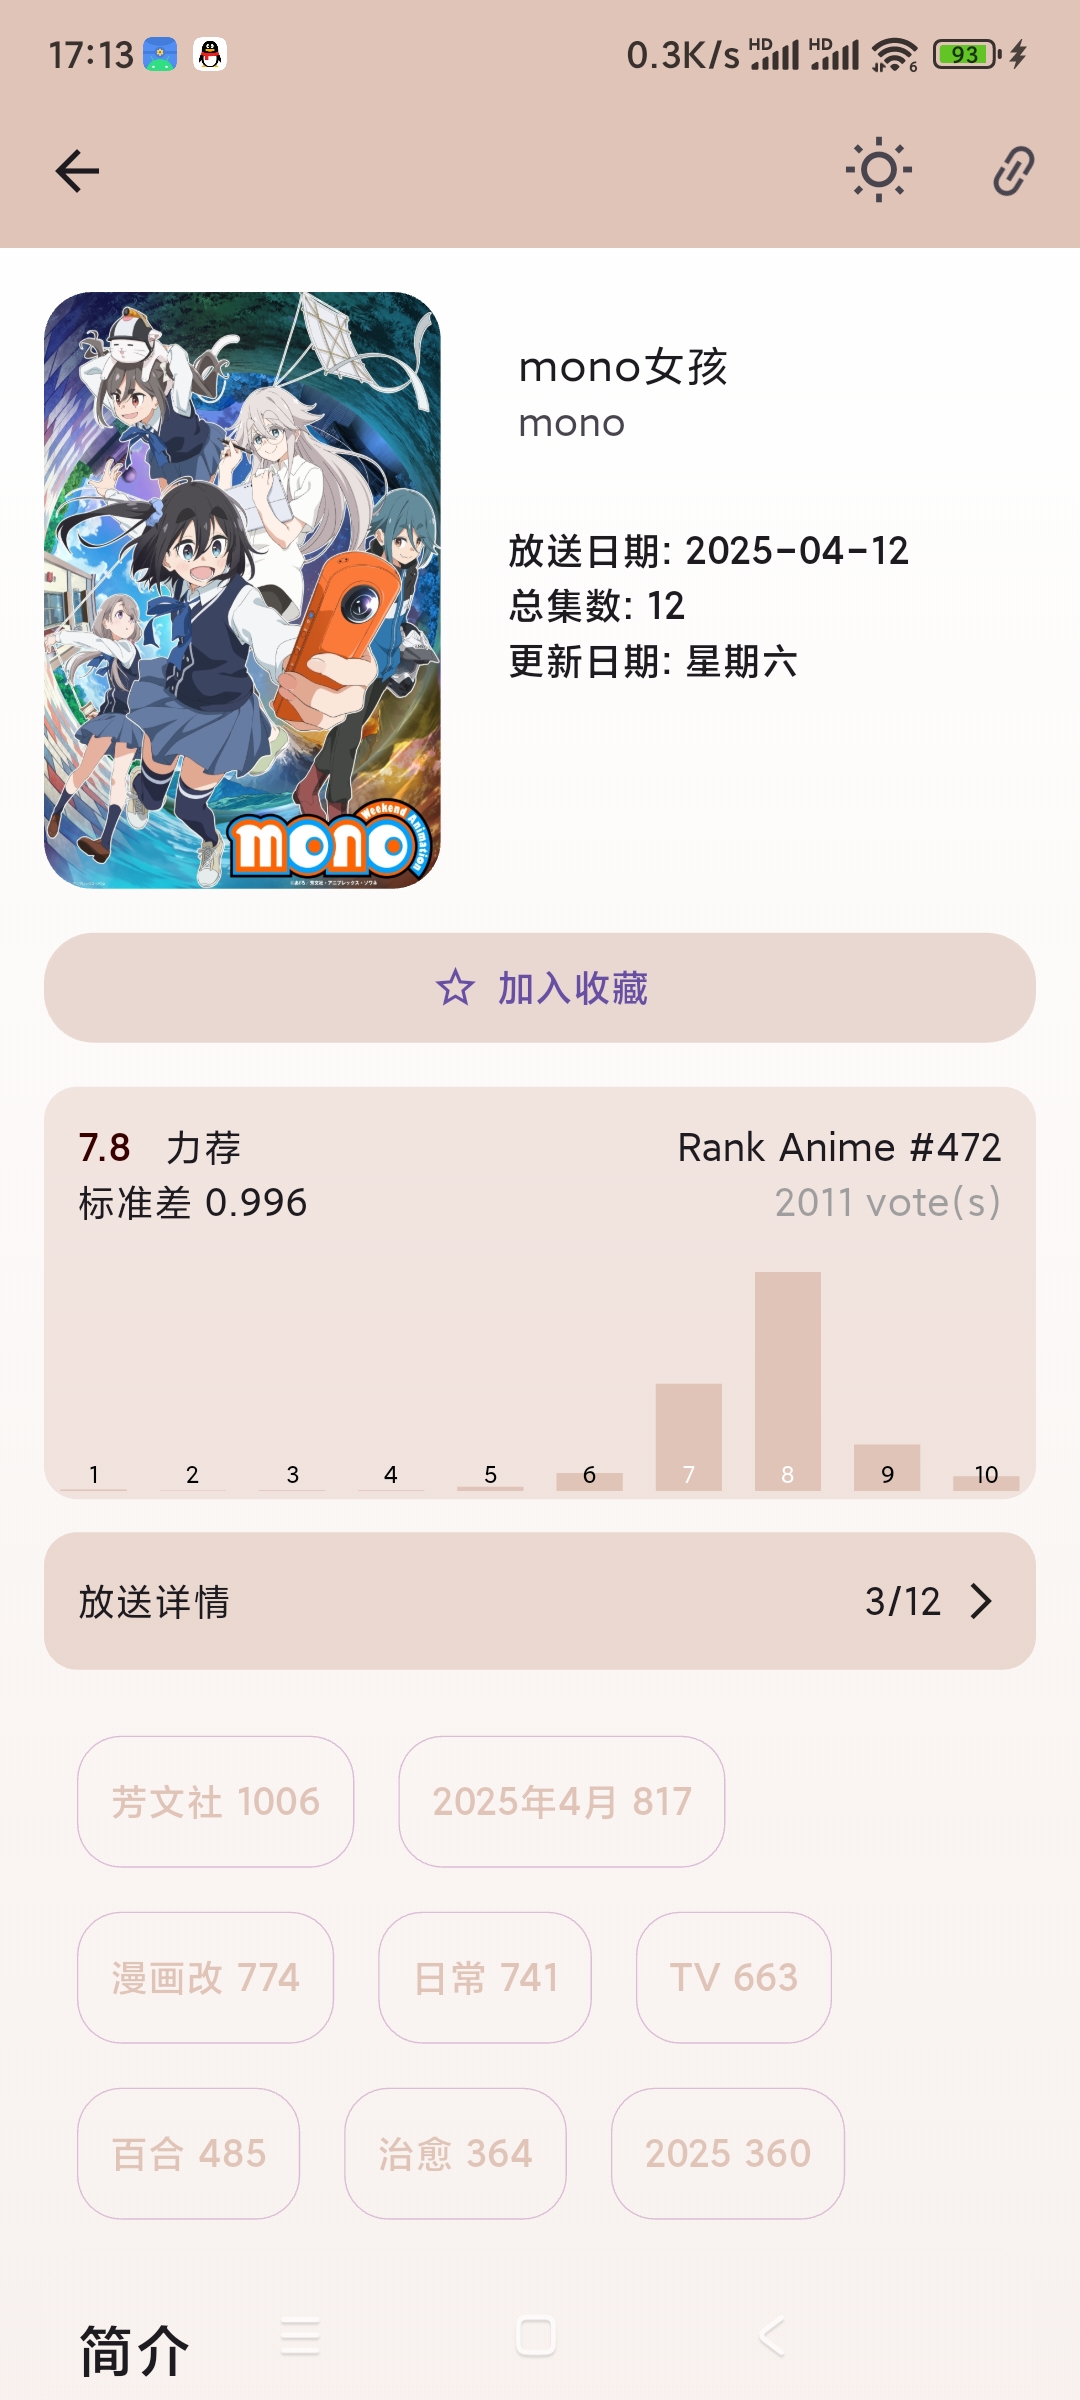 17:13
0.3K/s HD HD 6 93
mono女孩
mono
放送日期: 2025-04-12
总集数: 12
更新日期: 星期六
Weekend Animation
mono
加入收藏
7.8 力荐
Rank Anime #472
标准差 0.996
2011 vote(s)
1 2 3 4 5 6 7 8 9 10
放送详情
3/12
芳文社 1006
2025年4月 817
漫画改 774
日常 741
TV 663
百合 485
治愈 364
2025 360
简介